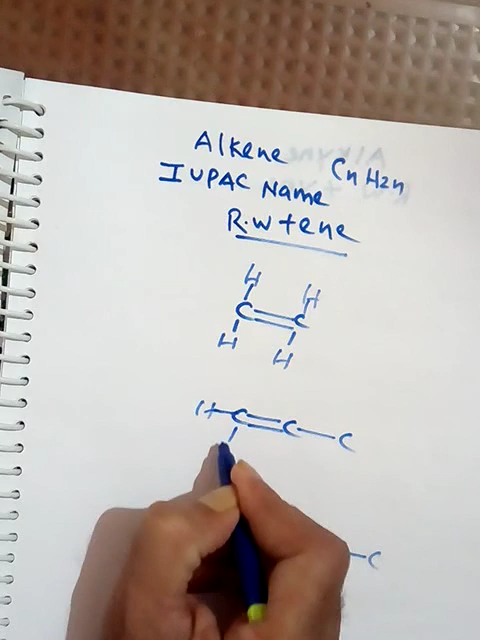 Alkene CnH2n
IUPAC Name
R.w + ene
H H
C=C
H H
H-C=C-C
-C